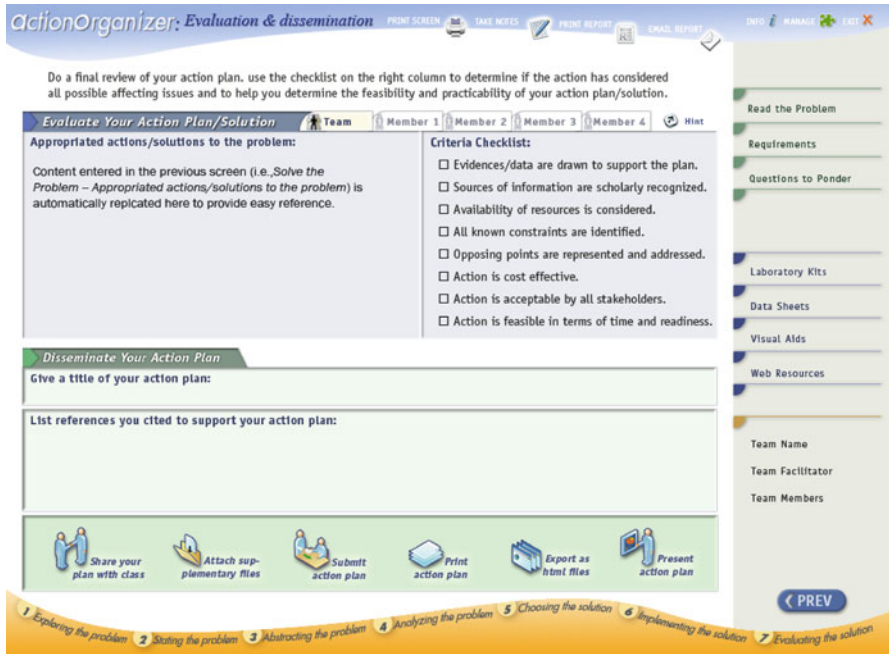 actionOrganizer: Evaluation & dissemination
PRINT SCREEN
TAKE NOTES
PRINT REPORT
EMAIL REPORT
INFO
MANAGE
EXIT
Do a final review of your action plan. use the checklist on the right column to determine if the action has considered
all possible affecting issues and to help you determine the feasibility and practicability of your action plan/solution.
Evaluate Your Action Plan/Solution
Team
Member 1
Member 2
Member 3
Member 4
Hint
Appropriated actions/solutions to the problem:
Content entered in the previous screen (i.e.,Solve the
Problem – Appropriated actions/solutions to the problem) is
automatically replcated here to provide easy reference.
Criteria Checklist:
Evidences/data are drawn to support the plan.
Sources of information are scholarly recognized.
Availability of resources is considered.
All known constraints are identified.
Opposing points are represented and addressed.
Action is cost effective.
Action is acceptable by all stakeholders.
Action is feasible in terms of time and readiness.
Disseminate Your Action Plan
Give a title of your action plan:
List references you cited to support your action plan:
Share your
plan with class
Attach sup-
plementary files
Submit
action plan
Print
action plan
Export as
html files
Present
action plan
Read the Problem
Requirements
Questions to Ponder
Laboratory Kits
Data Sheets
Visual Aids
Web Resources
Team Name
Team Facilitator
Team Members
PREV
1 Exploring the problem
2 Stating the problem
3 Abstracting the problem
4 Analyzing the problem
5 Choosing the solution
6 Implementing the solution
7 Evaluating the solution